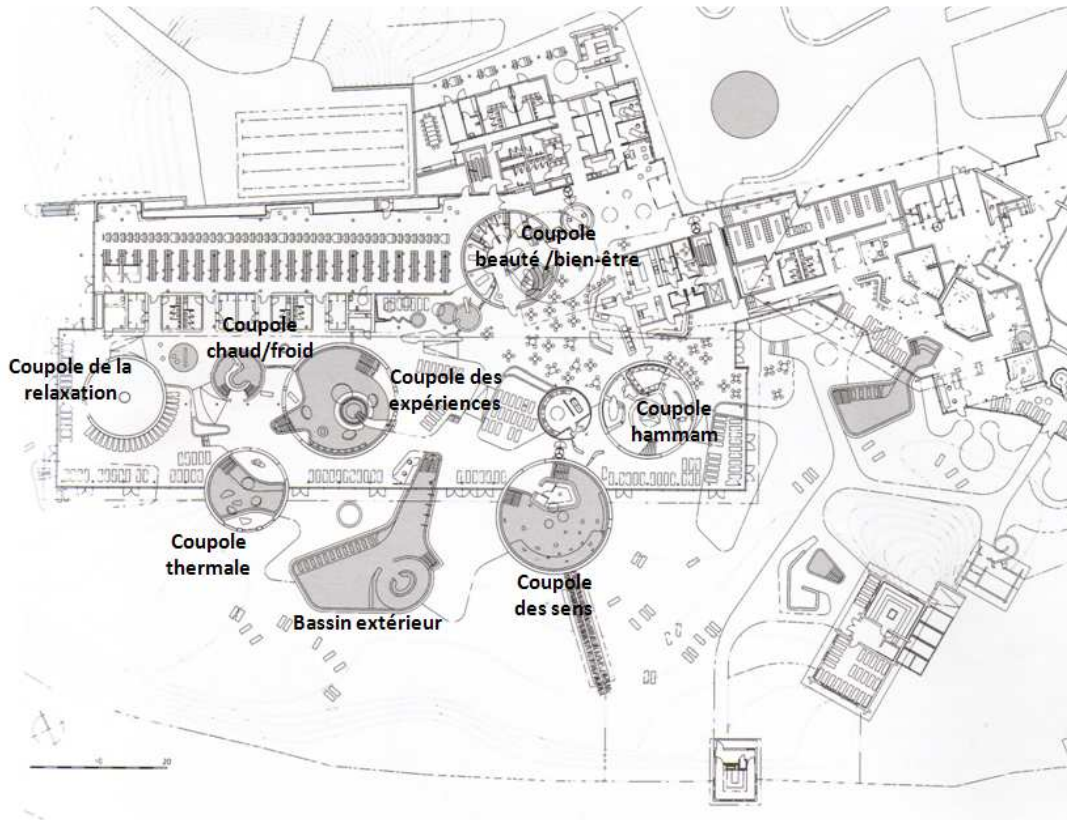 Coupole
beauté /bien-être
Coupole
chaud/froid
Coupole de la
relaxation
Coupole des
expériences
Coupole
hammam
Coupole
thermale
Coupole
des sens
Bassin extérieur
10
20